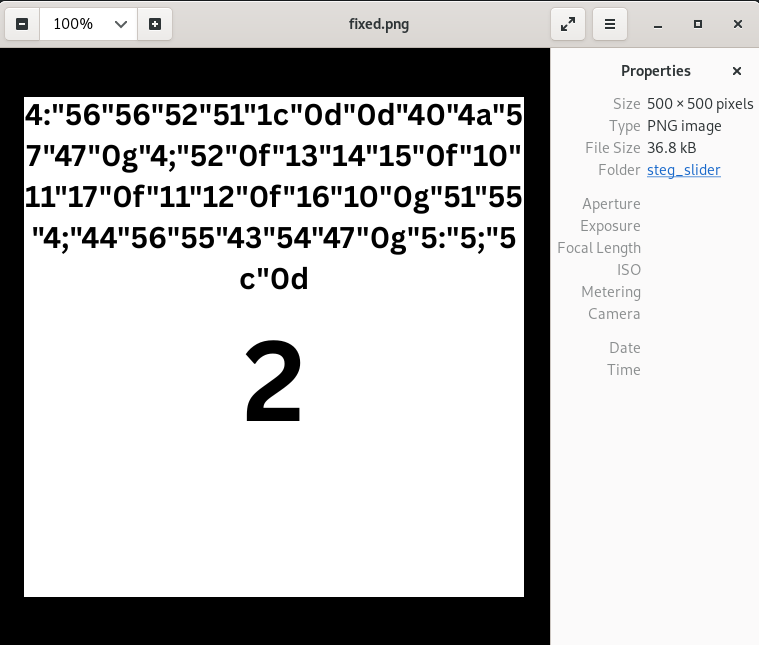 100%
fixed.png
4:"56"56"52"51"1c"0d"0d"40"4a"5
7"47"0g"4;"52"0f"13"14"15"0f"10"
11"17"0f"11"12"0f"16"10"0g"51"55
"4;"44"56"55"43"54"47"0g"5:"5;"5
c"0d
2
Properties
Size 500 × 500 pixels
Type PNG image
File Size 36.8 kB
Folder steg_slider
Aperture
Exposure
Focal Length
ISO
Metering
Camera
Date
Time